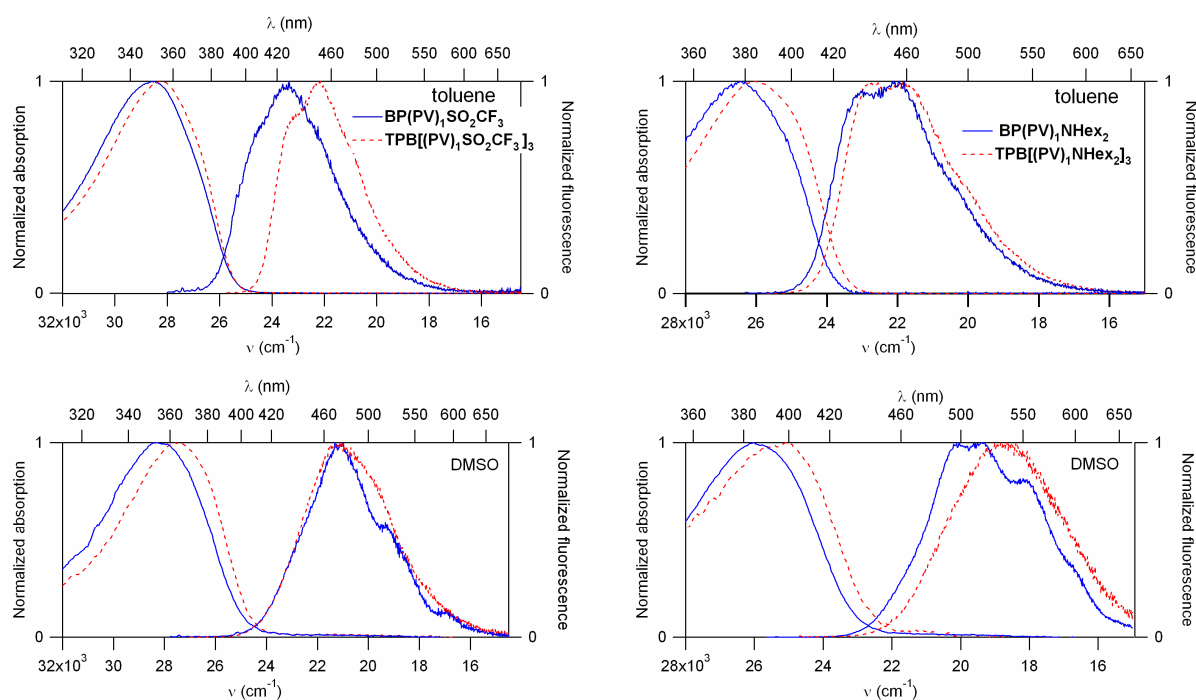 λ (nm)
320 340 360 380 400 420 450 480 500 550 600 650
1 1
toluene
BP(PV)₁SO₂CF₃
TPB[(PV)₁SO₂CF₃]₃
Normalized absorption
Normalized fluorescence
0 0
32x10³ 30 28 26 24 22 20 18 16
ν (cm⁻¹)
λ (nm)
360 380 400 420 460 500 550 600 650
1 1
toluene
BP(PV)₁NHex₂
TPB[(PV)₁NHex₂]₃
Normalized absorption
Normalized fluorescence
0 0
28x10³ 26 24 22 20 18 16
ν (cm⁻¹)
λ (nm)
320 340 360 380 400 420 460 500 550 600 650
1 1
DMSO
Normalized absorption
Normalized fluorescence
0 0
32x10³ 30 28 26 24 22 20 18 16
ν (cm⁻¹)
λ (nm)
360 380 400 420 460 500 550 600 650
1 1
DMSO
Normalized absorption
Normalized fluorescence
0 0
28x10³ 26 24 22 20 18 16
ν (cm⁻¹)